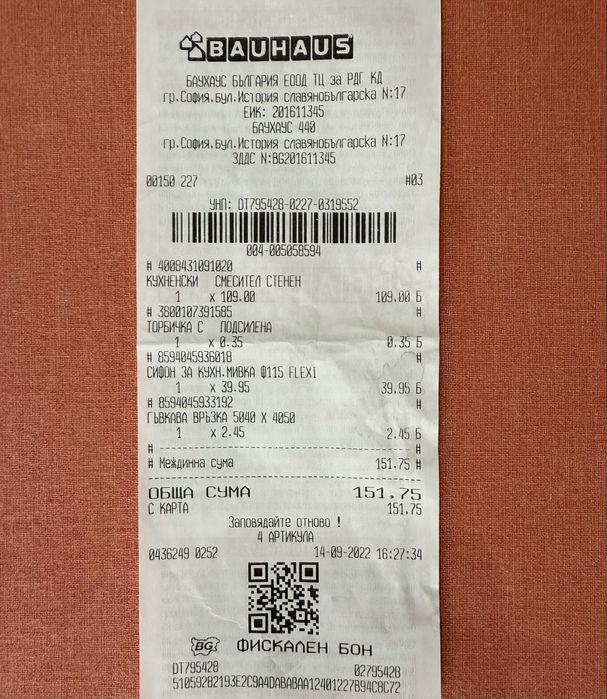 BAUHAUS
БАУХАУС БЪЛГАРИЯ ЕООД ТЦ за РДГ КД
гр.София,бул.История славянобългарска N:17
ЕИК: 201611345
БАУХАУС 440
гр.София,бул.История славянобългарска N:17
ЗДДС N:BG201611345
00150 227 #03
УНП: DT795428-0227-0319552
004-005058594
# 4008431091020 #
КУХНЕНСКИ СМЕСИТЕЛ СТЕНЕН
1 x 109.00 109.00 Б
# 3800107391585 #
ТОРБИЧКА С ПОДСИЛЕНА
1 x 0.35 0.35 Б
# 8594045936018 #
СИФОН ЗА КУХН.МИВКА Ф115 FLEXI
1 x 39.95 39.95 Б
# 8594045933192 #
ГЪВКАВА ВРЪЗКА 5040 X 4050
1 x 2.45 2.45 Б
# #
# Междинна сума 151.75 #
ОБЩА СУМА 151.75
С КАРТА 151.75
Заповядайте отново !
4 АРТИКУЛА
0436249 0252 14-09-2022 16:27:34
BG ФИСКАЛЕН БОН
DT795428 02795428
51059282193E2C9A4DABABAA12401227B94C8C72